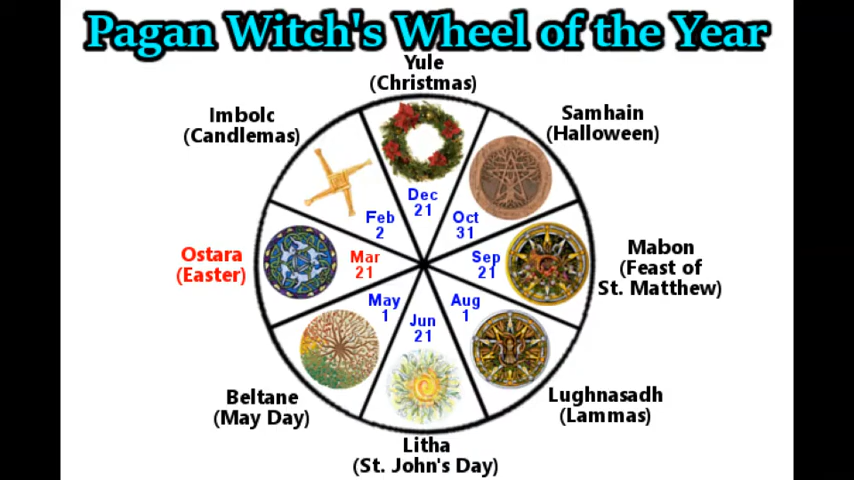 Pagan Witch's Wheel of the Year
Yule
(Christmas)
Samhain
(Halloween)
Mabon
(Feast of
St. Matthew)
Lughnasadh
(Lammas)
Litha
(St. John's Day)
Beltane
(May Day)
Ostara
(Easter)
Imbolc
(Candlemas)
Dec
21
Oct
31
Sep
21
Aug
1
Jun
21
May
1
Mar
21
Feb
2